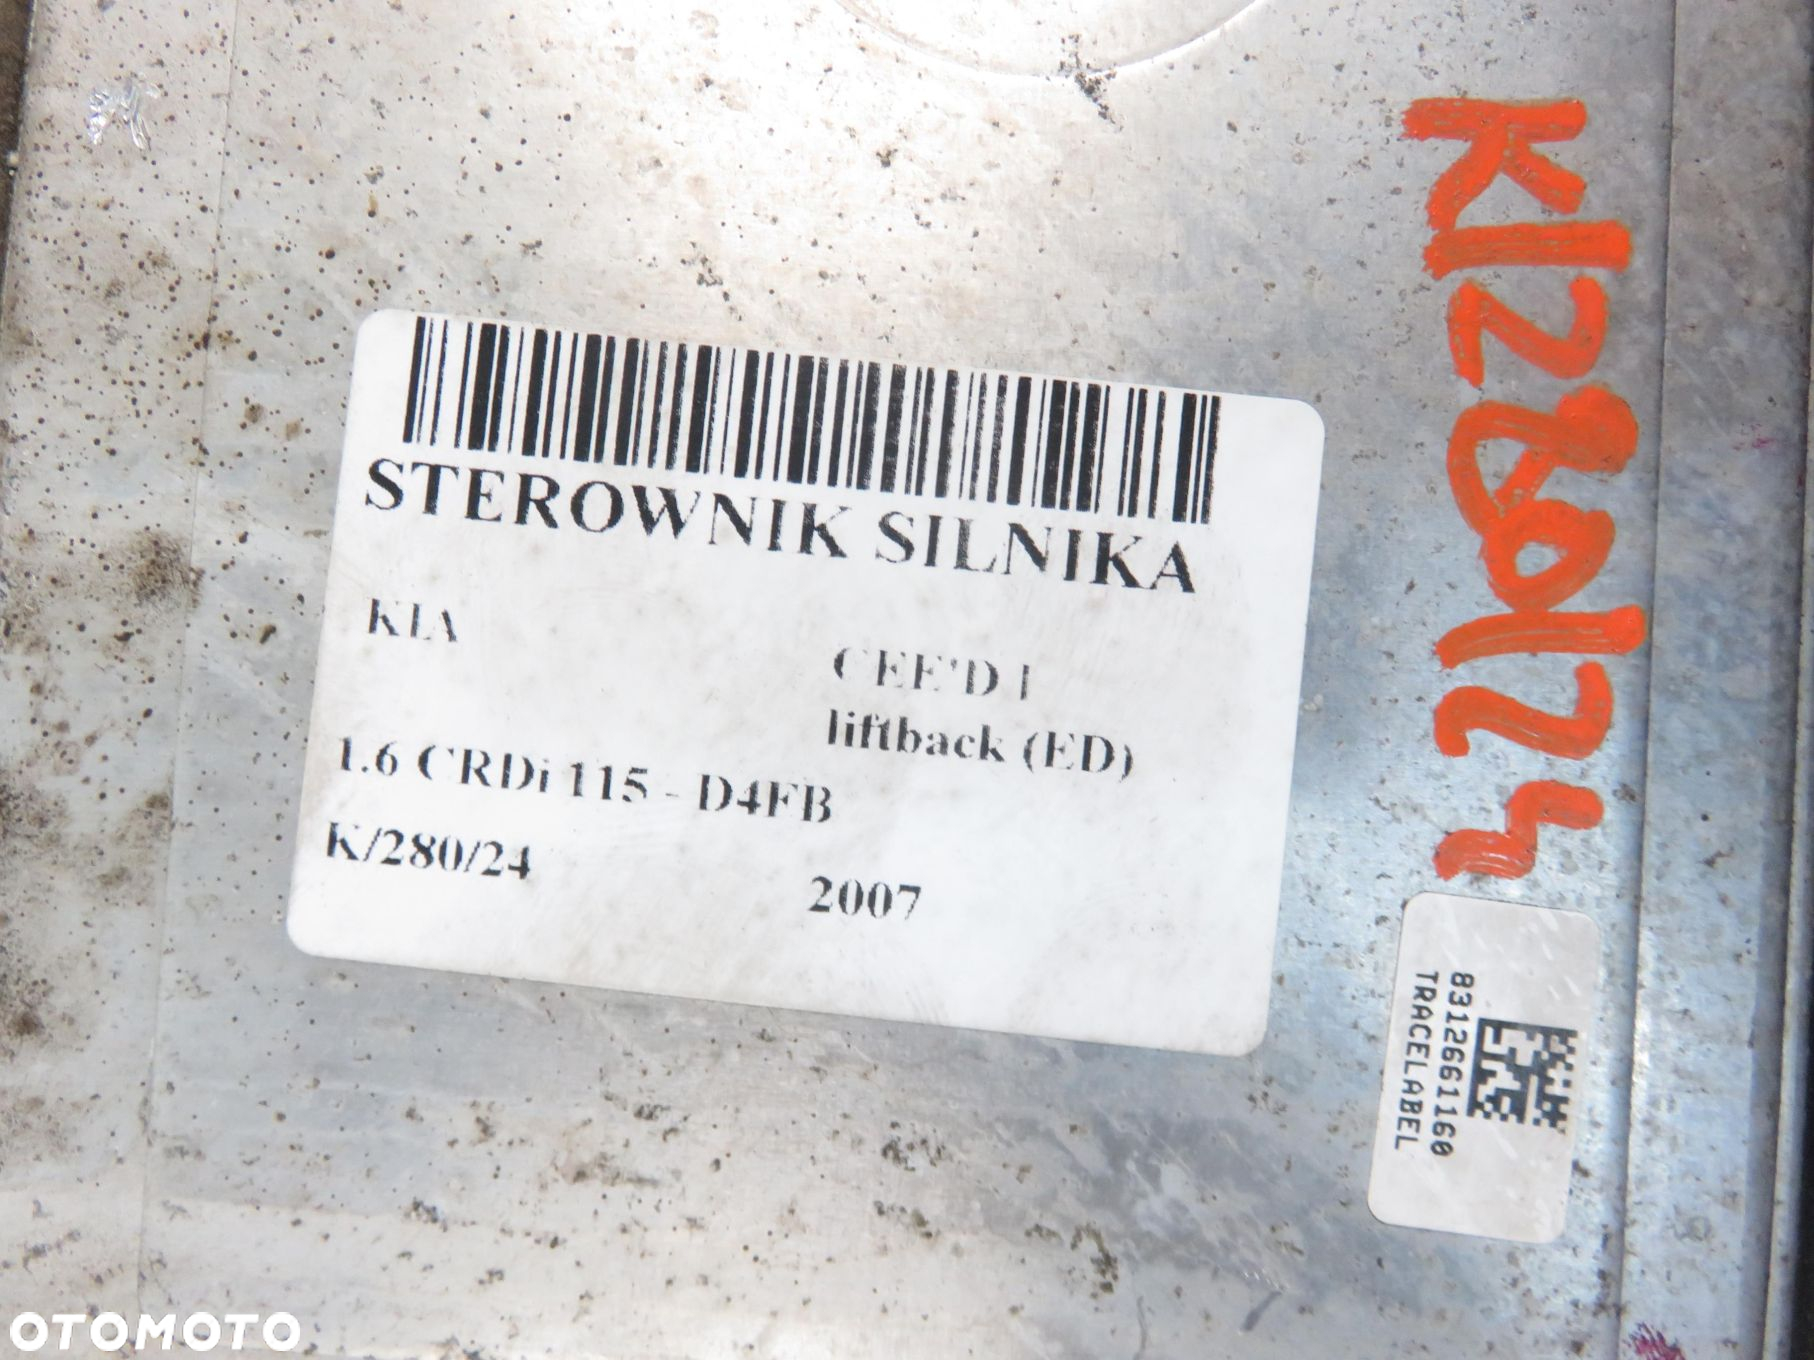 K/280/24
STEROWNIK SILNIKA
KIA
CEE'D I
liftback (ED)
1.6 CRDi 115 - D4FB
K/280/24
2007
8312661160
TRACELABEL
OTOMOTO